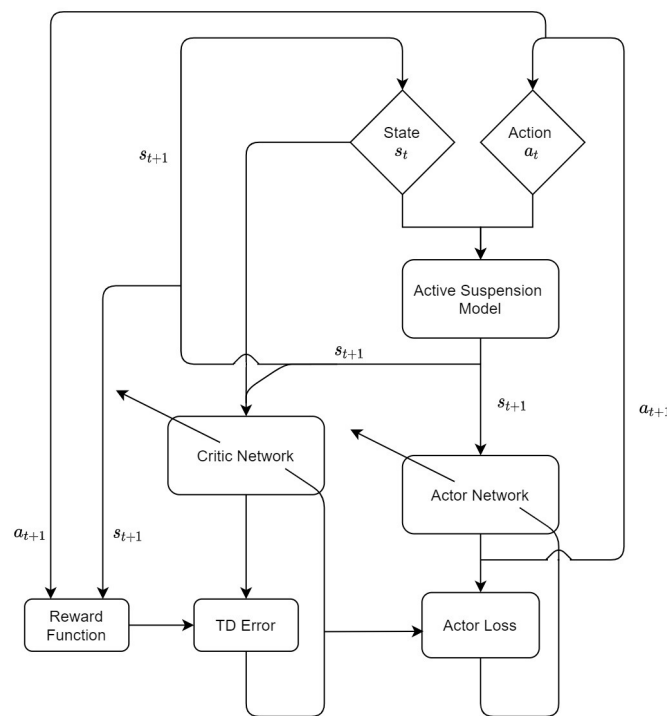 State
s_t
Action
a_t
s_{t+1}
Active Suspension
Model
s_{t+1}
s_{t+1}
a_{t+1}
Critic Network
Actor Network
a_{t+1}
s_{t+1}
Reward
Function
TD Error
Actor Loss